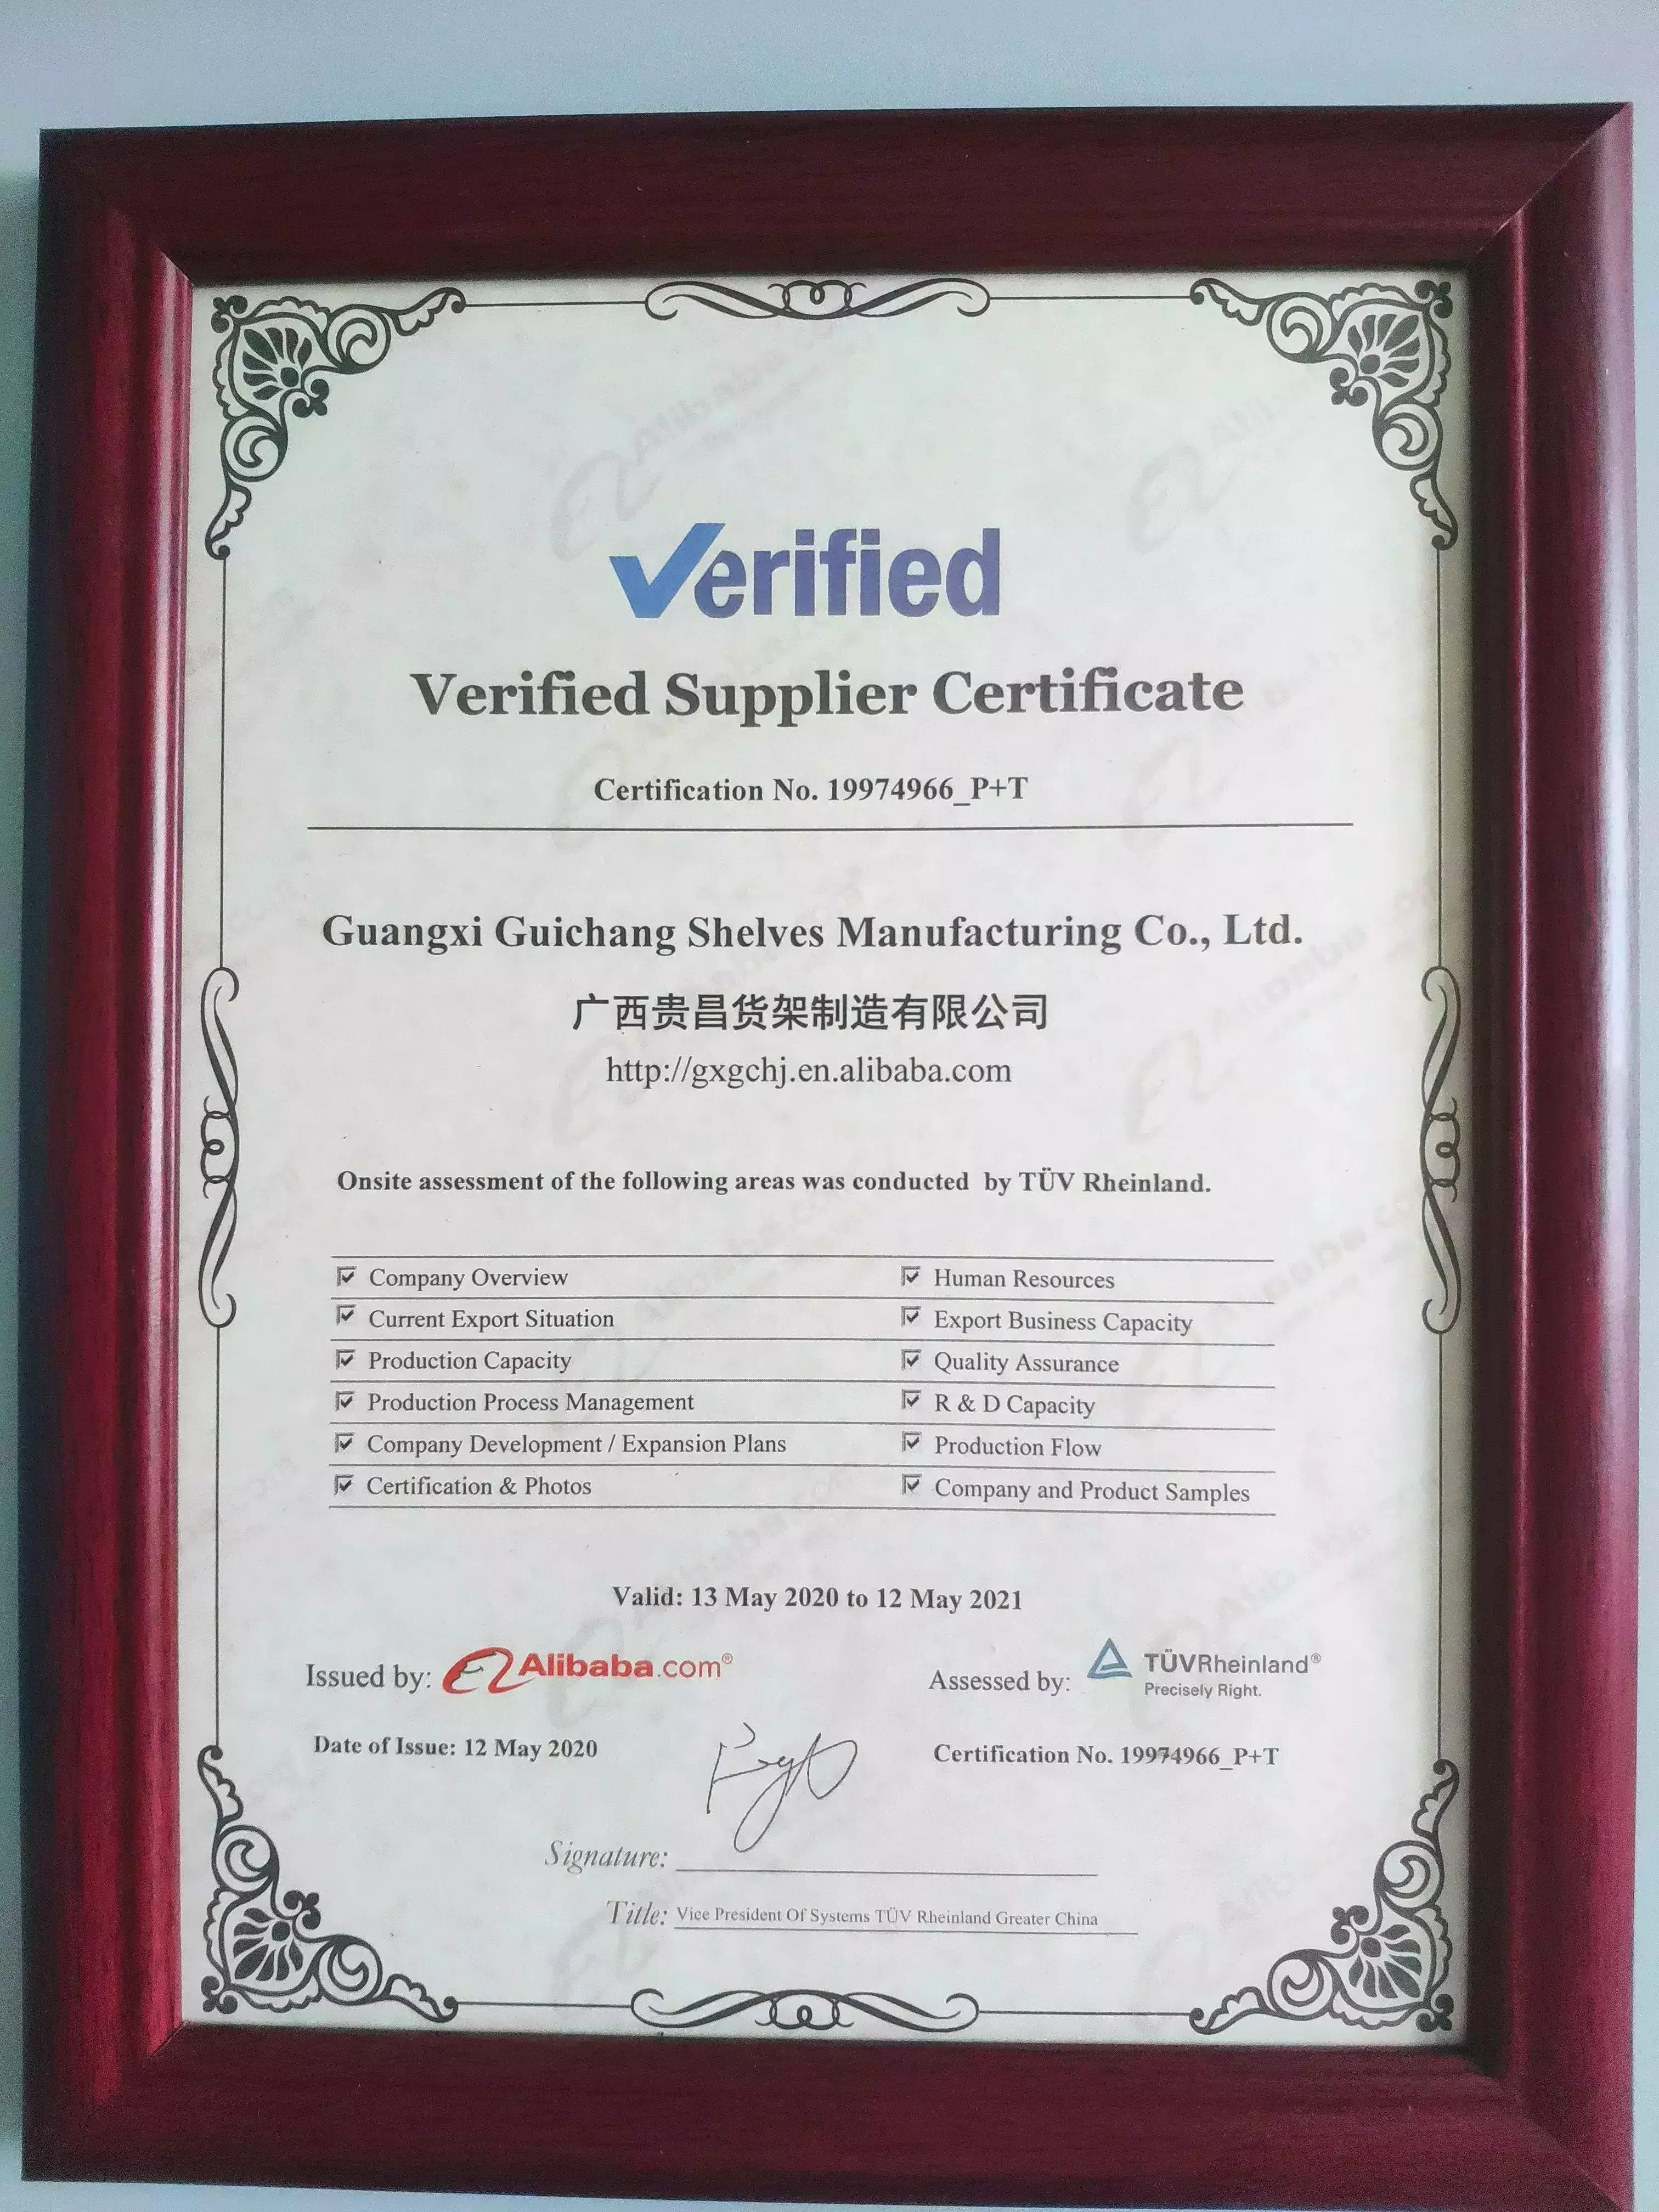 Verified
Verified Supplier Certificate
Certification No. 19974966_P+T
Guangxi Guichang Shelves Manufacturing Co., Ltd.
广西贵昌货架制造有限公司
http://gxgchj.en.alibaba.com
Onsite assessment of the following areas was conducted by TÜV Rheinland.
Company Overview Human Resources
Current Export Situation Export Business Capacity
Production Capacity Quality Assurance
Production Process Management R & D Capacity
Company Development / Expansion Plans Production Flow
Certification & Photos Company and Product Samples
Valid: 13 May 2020 to 12 May 2021
Issued by: Alibaba.com® Assessed by: TÜVRheinland®
Precisely Right.
Date of Issue: 12 May 2020 Certification No. 19974966_P+T
Signature:
Title: Vice President Of Systems TÜV Rheinland Greater China